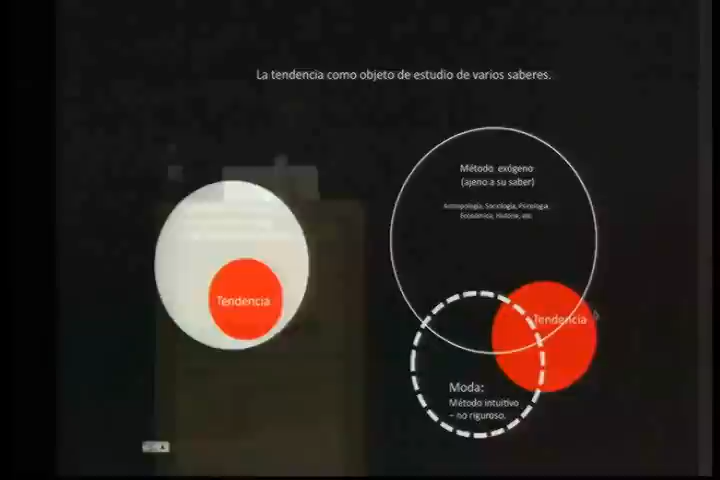 La tendencia como objeto de estudio de varios saberes.
Método exógeno
(ajeno a su saber)
Antropología, Sociología, Psicología,
Económica, Historia, etc
Tendencia
Tendencia
Moda:
Método intuitivo
– no riguroso.